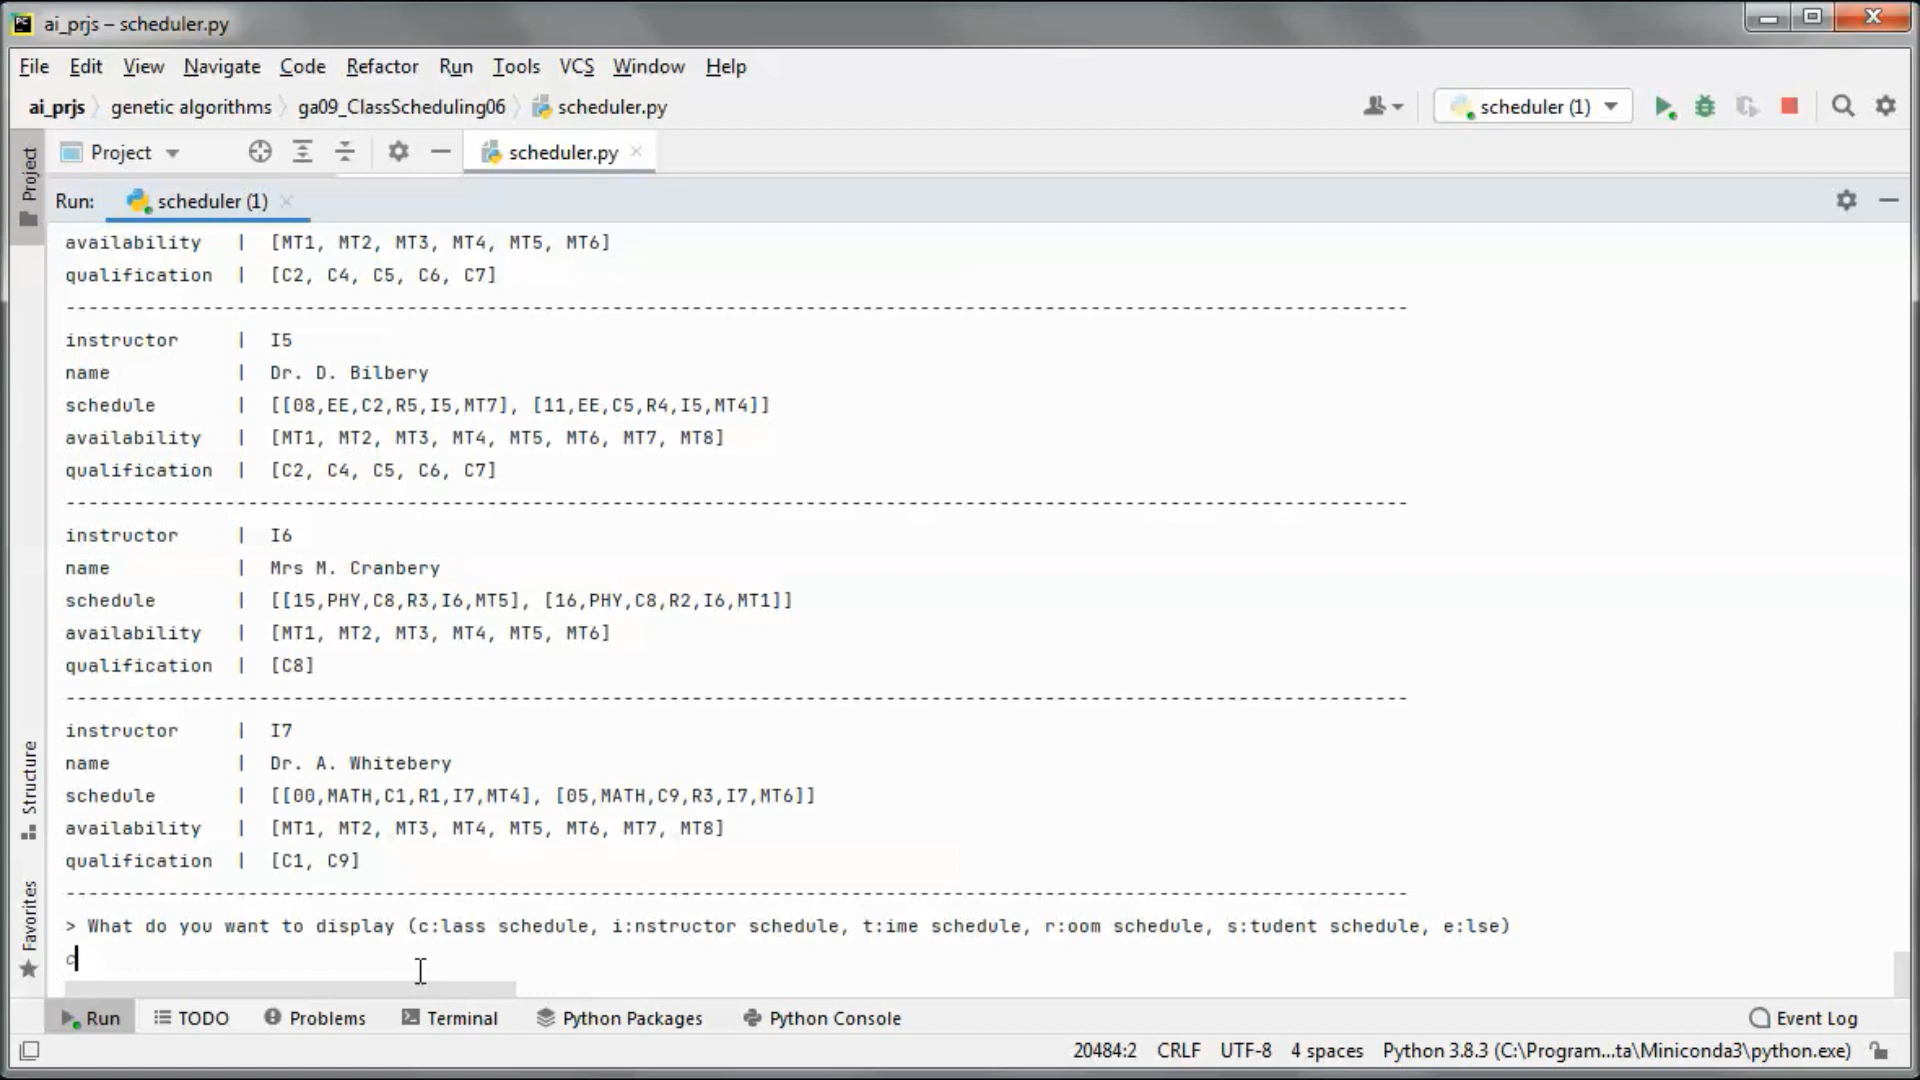 ai_prjs – scheduler.py
File Edit View Navigate Code Refactor Run Tools VCS Window Help
ai_prjs genetic algorithms ga09_ClassScheduling06 scheduler.py scheduler (1)
Project scheduler.py
Project
Run: scheduler (1)
availability | [MT1, MT2, MT3, MT4, MT5, MT6]
qualification | [C2, C4, C5, C6, C7]
----------------------------------------------------------------------------------------------------------------------
instructor | I5
name | Dr. D. Bilbery
schedule | [[08,EE,C2,R5,I5,MT7], [11,EE,C5,R4,I5,MT4]]
availability | [MT1, MT2, MT3, MT4, MT5, MT6, MT7, MT8]
qualification | [C2, C4, C5, C6, C7]
----------------------------------------------------------------------------------------------------------------------
instructor | I6
name | Mrs M. Cranbery
schedule | [[15,PHY,C8,R3,I6,MT5], [16,PHY,C8,R2,I6,MT1]]
availability | [MT1, MT2, MT3, MT4, MT5, MT6]
qualification | [C8]
----------------------------------------------------------------------------------------------------------------------
instructor | I7
name | Dr. A. Whitebery
schedule | [[00,MATH,C1,R1,I7,MT4], [05,MATH,C9,R3,I7,MT6]]
availability | [MT1, MT2, MT3, MT4, MT5, MT6, MT7, MT8]
qualification | [C1, C9]
----------------------------------------------------------------------------------------------------------------------
> What do you want to display (c:lass schedule, i:nstructor schedule, t:ime schedule, r:oom schedule, s:tudent schedule, e:lse)
c
Structure
Favorites
Run TODO Problems Terminal Python Packages Python Console Event Log
20484:2 CRLF UTF-8 4 spaces Python 3.8.3 (C:\Program...ta\Miniconda3\python.exe)